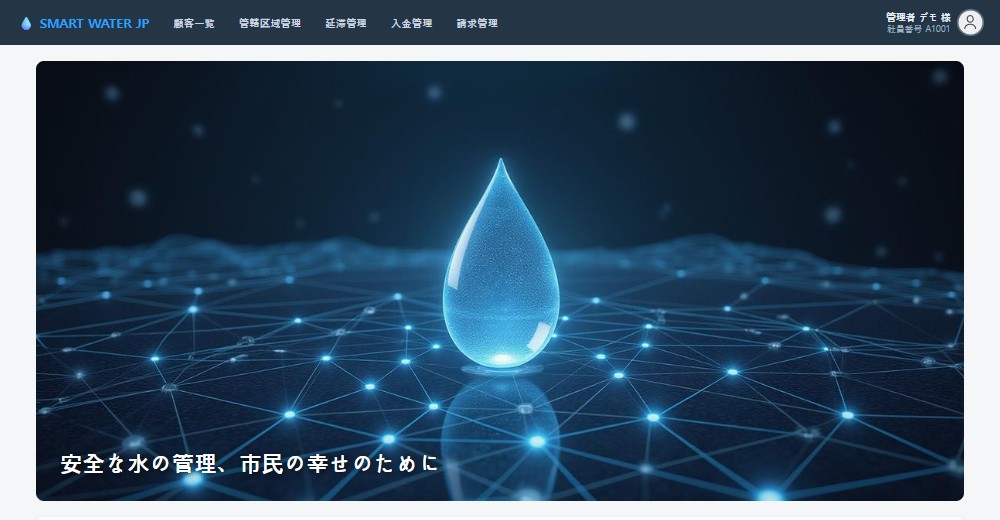 SMART WATER JP
顧客一覧
管轄区域管理
延滞管理
入金管理
請求管理
管理者 デモ 様
社員番号 A1001
安全な水の管理、市民の幸せのために